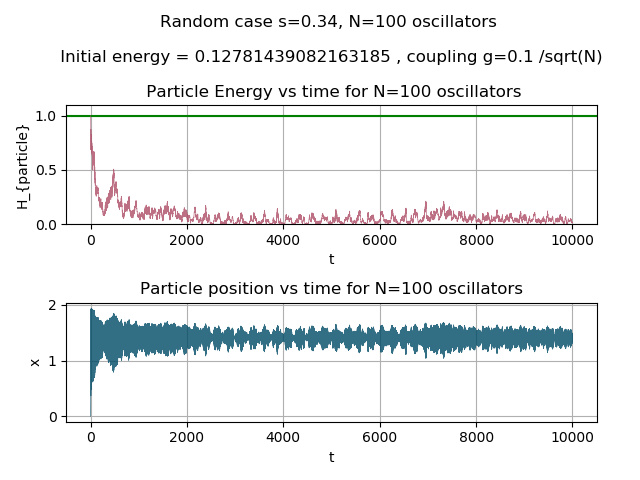 Random case s=0.34, N=100 oscillators
Initial energy = 0.12781439082163185 , coupling g=0.1 /sqrt(N)
Particle Energy vs time for N=100 oscillators
H_{particle}
1.0
0.5
0.0
0 2000 4000 6000 8000 10000
t
Particle position vs time for N=100 oscillators
x
2
1
0
0 2000 4000 6000 8000 10000
t